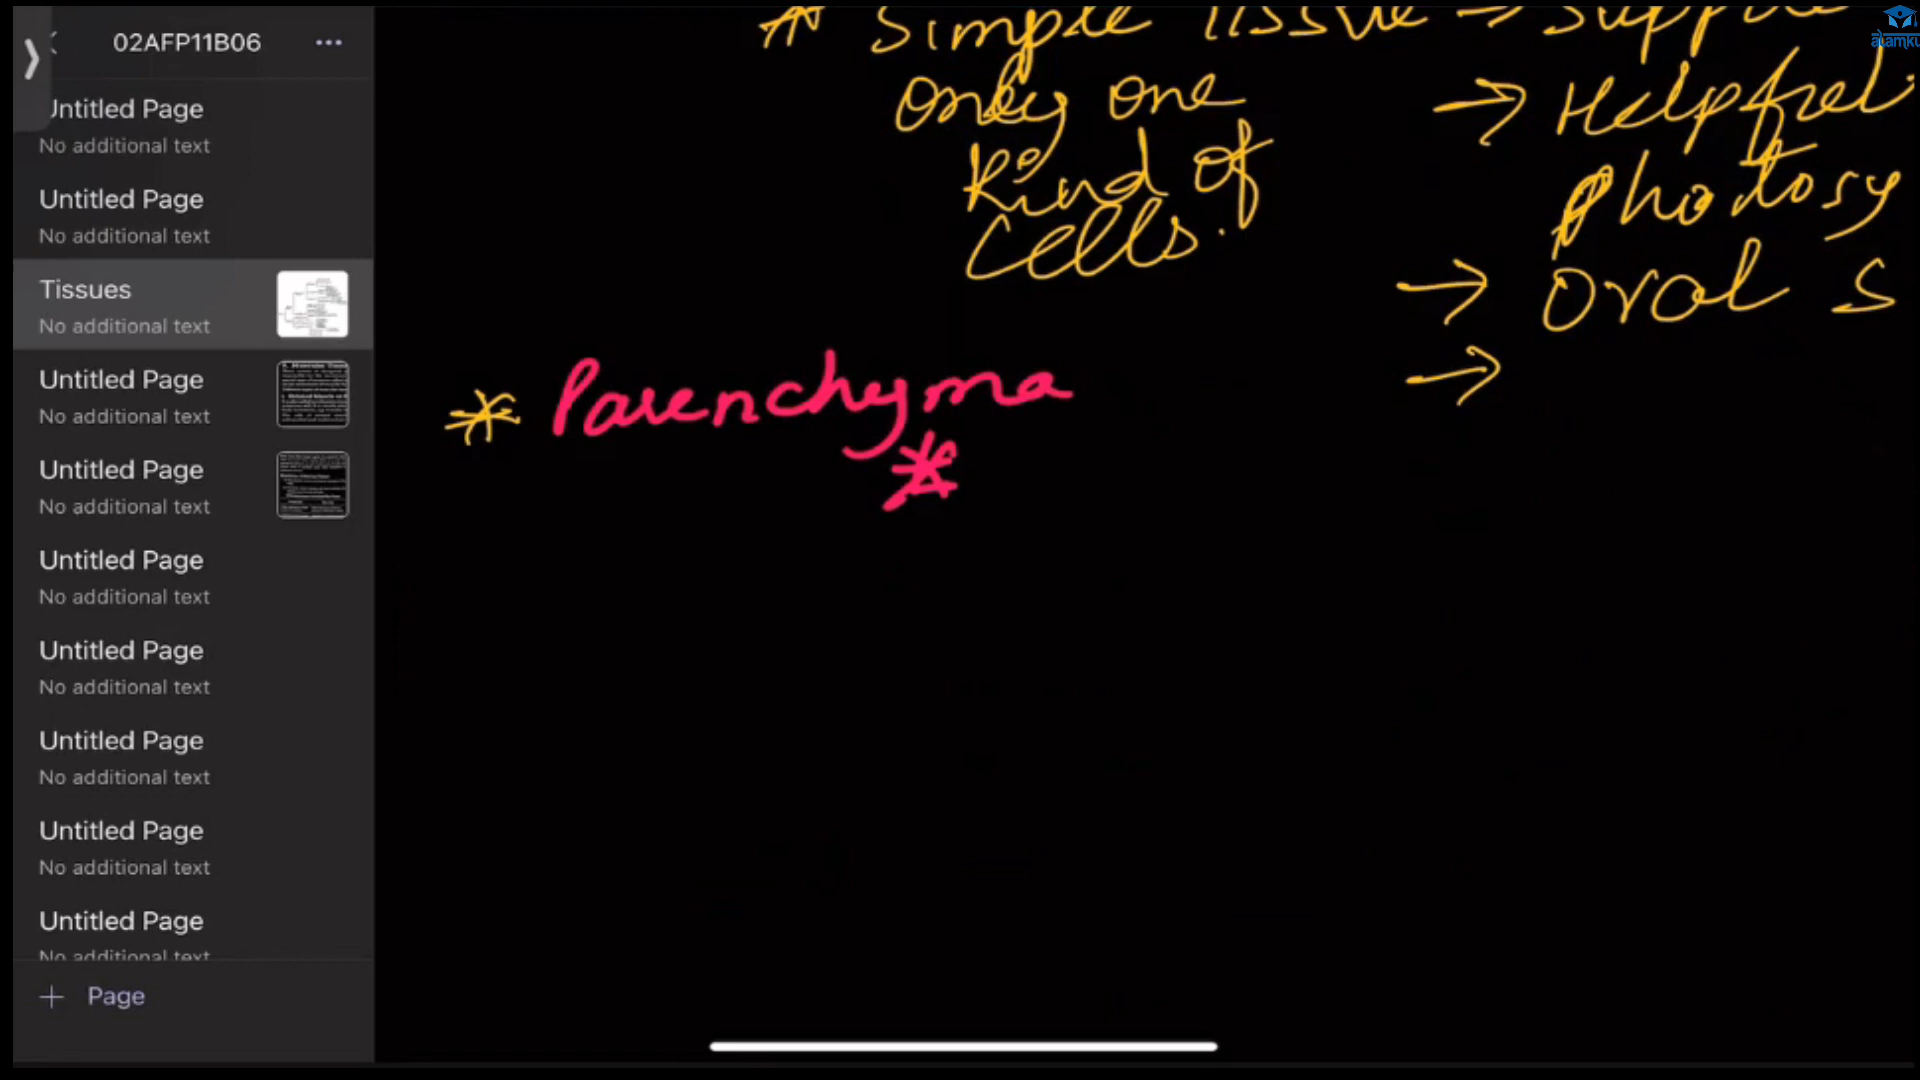 02AFP11B06
Untitled Page
No additional text
Untitled Page
No additional text
Tissues
No additional text
Untitled Page
No additional text
Untitled Page
No additional text
Untitled Page
No additional text
Untitled Page
No additional text
Untitled Page
No additional text
Untitled Page
No additional text
Untitled Page
No additional text
+ Page
* Simple Tissue →
only one
Kind of
cells.
→ Helpful
photosy
→ oval s
→
* Parenchyma
*